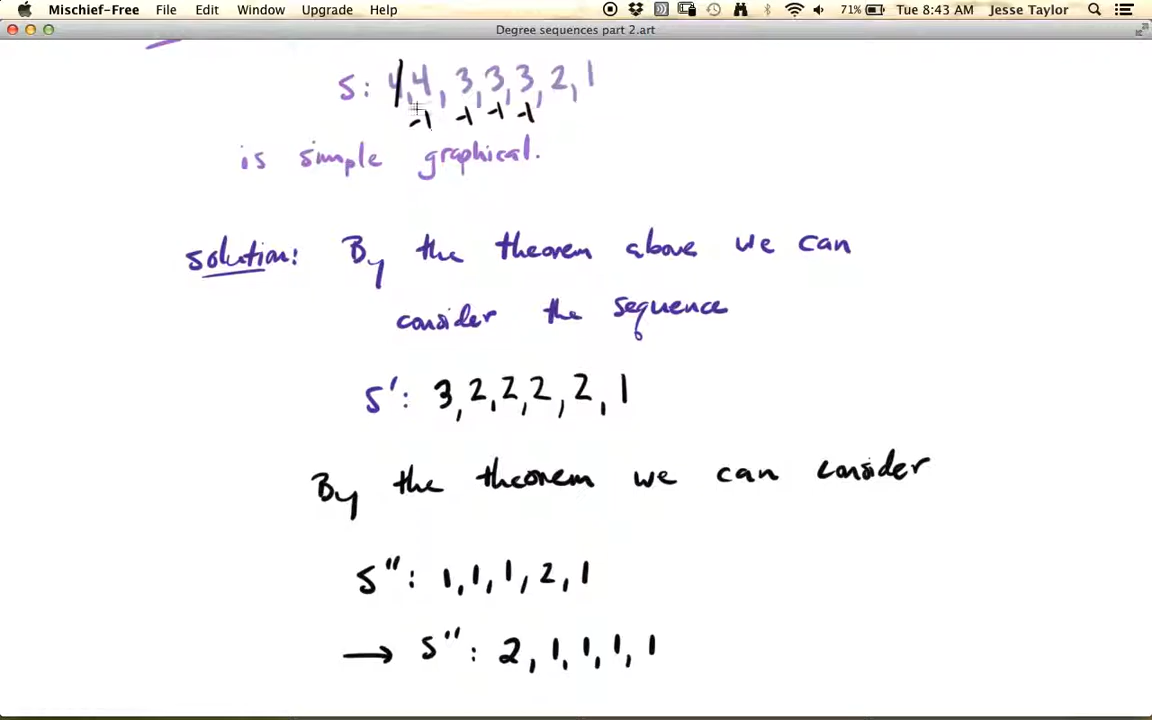 Mischief-Free File Edit Window Upgrade Help 71% Tue 8:43 AM Jesse Taylor
Degree sequences part 2.art
S: 4, 4, 3, 3, 3, 2, 1
-1 -1 -1 -1
is simple graphical.
solution: By the theorem above we can
consider the sequence
S': 3, 2, 2, 2, 2, 1
By the theorem we can consider
S": 1, 1, 1, 2, 1
→ S": 2, 1, 1, 1, 1